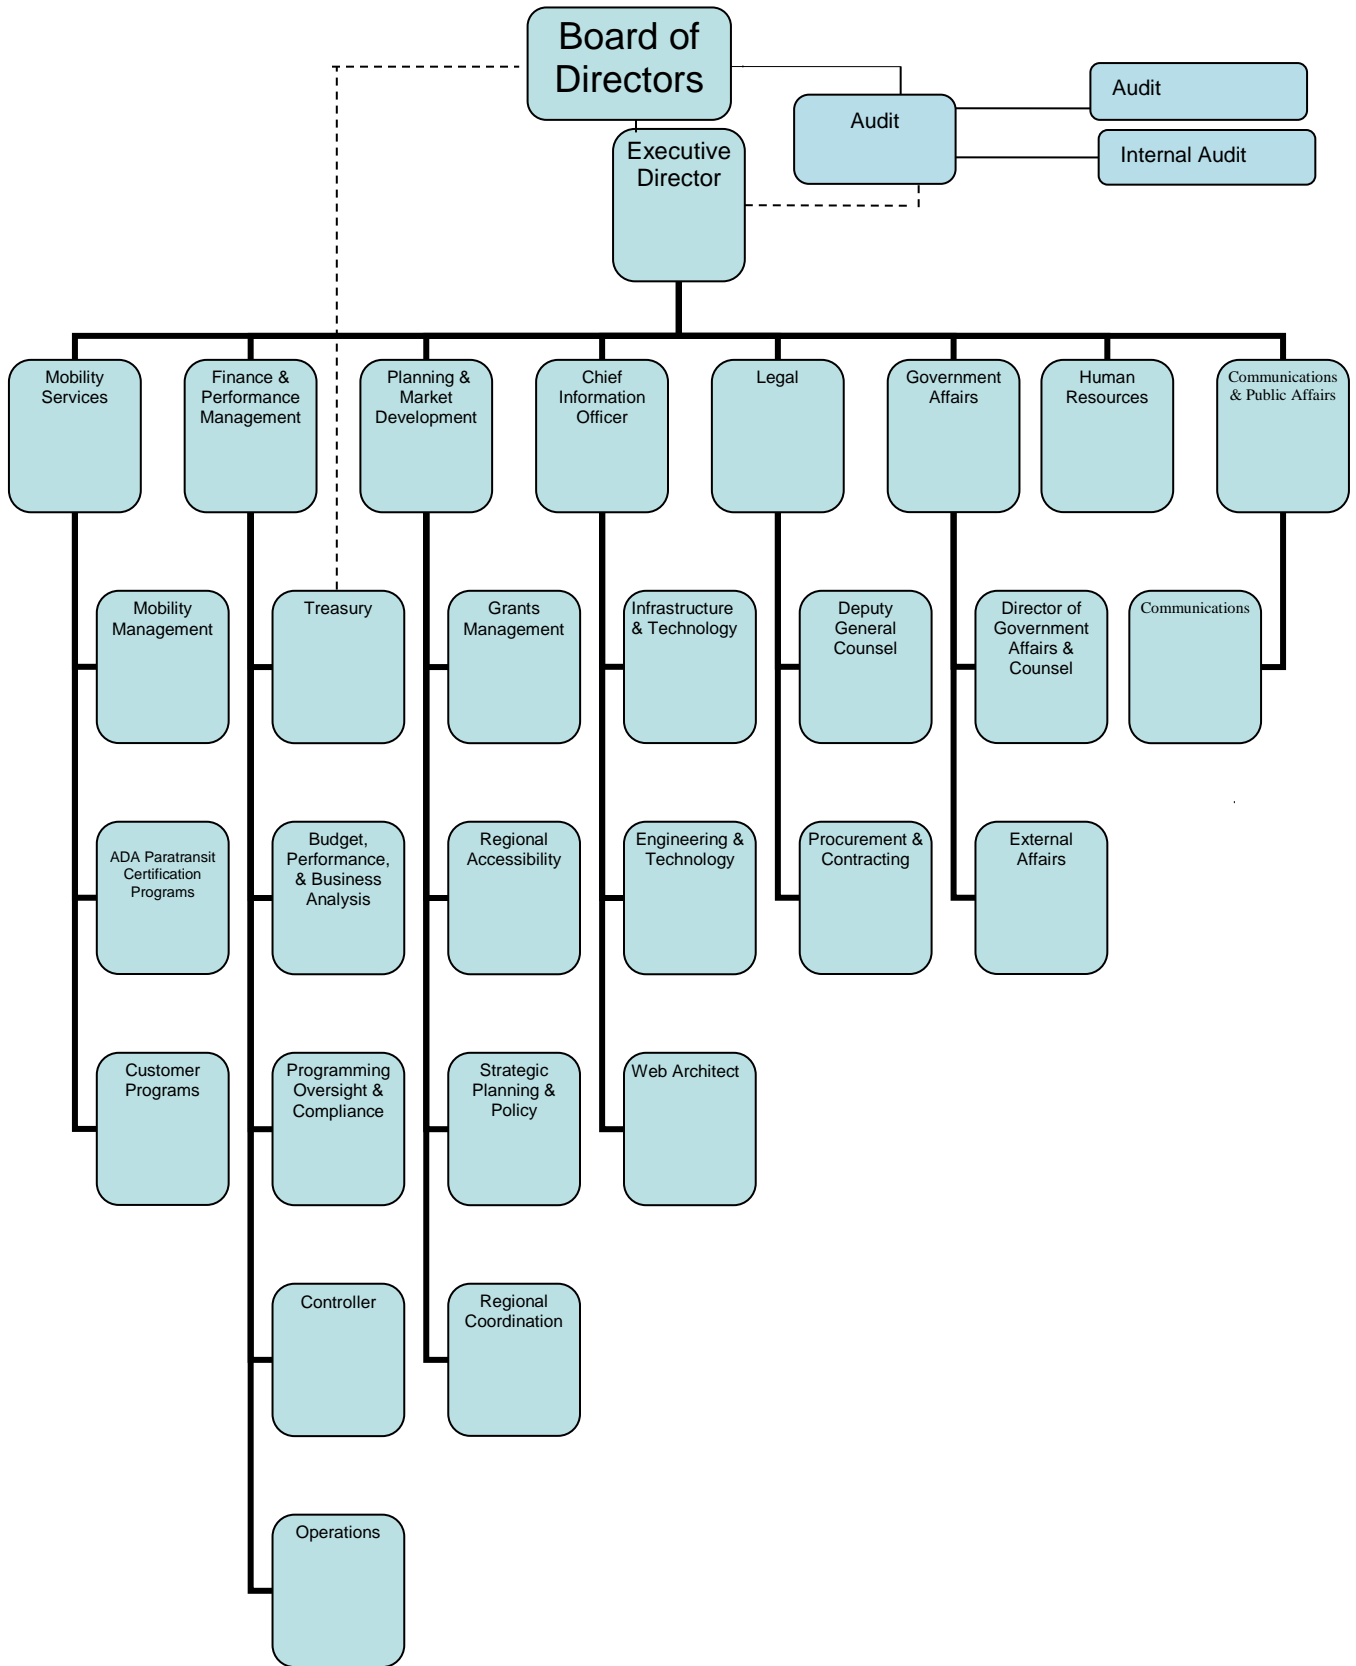 Board of
Directors
Audit
Audit
Internal Audit
Executive
Director
Mobility
Services
Finance &
Performance
Management
Planning &
Market
Development
Chief
Information
Officer
Legal
Government
Affairs
Human
Resources
Communications
& Public Affairs
Mobility
Management
Treasury
Grants
Management
Infrastructure
& Technology
Deputy
General
Counsel
Director of
Government
Affairs &
Counsel
Communications
ADA Paratransit
Certification
Programs
Budget,
Performance,
& Business
Analysis
Regional
Accessibility
Engineering &
Technology
Procurement &
Contracting
External
Affairs
Customer
Programs
Programming
Oversight &
Compliance
Strategic
Planning &
Policy
Web Architect
Controller
Regional
Coordination
Operations